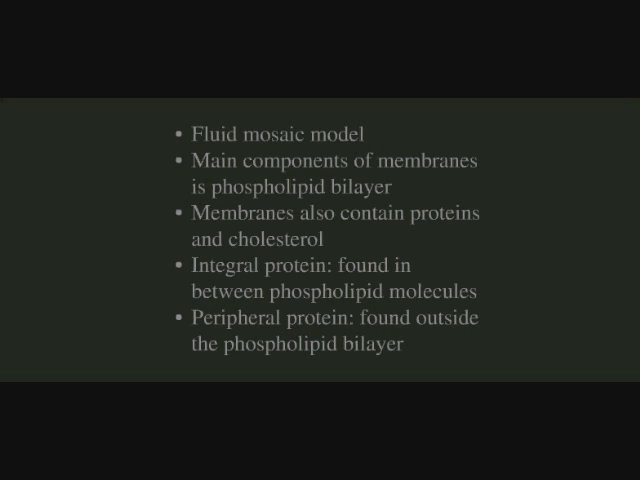 • Fluid mosaic model
• Main components of membranes
is phospholipid bilayer
• Membranes also contain proteins
and cholesterol
• Integral protein: found in
between phospholipid molecules
• Peripheral protein: found outside
the phospholipid bilayer